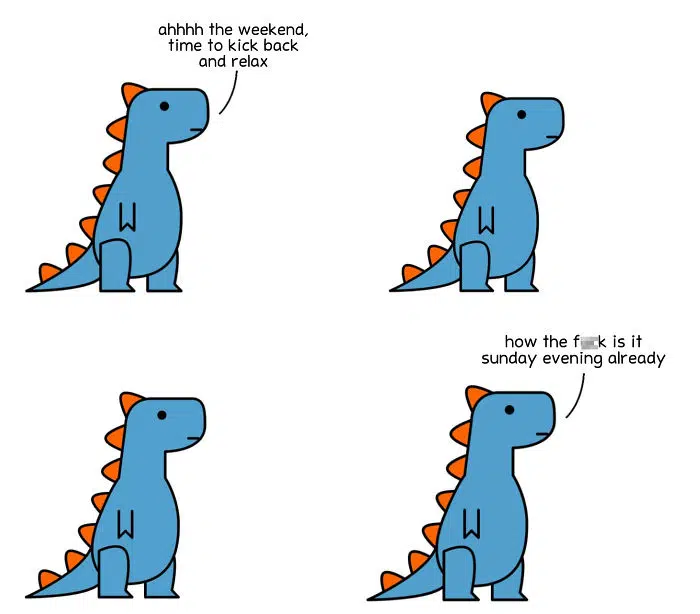 ahhhh the weekend,
time to kick back
and relax
how the f k is it
sunday evening already